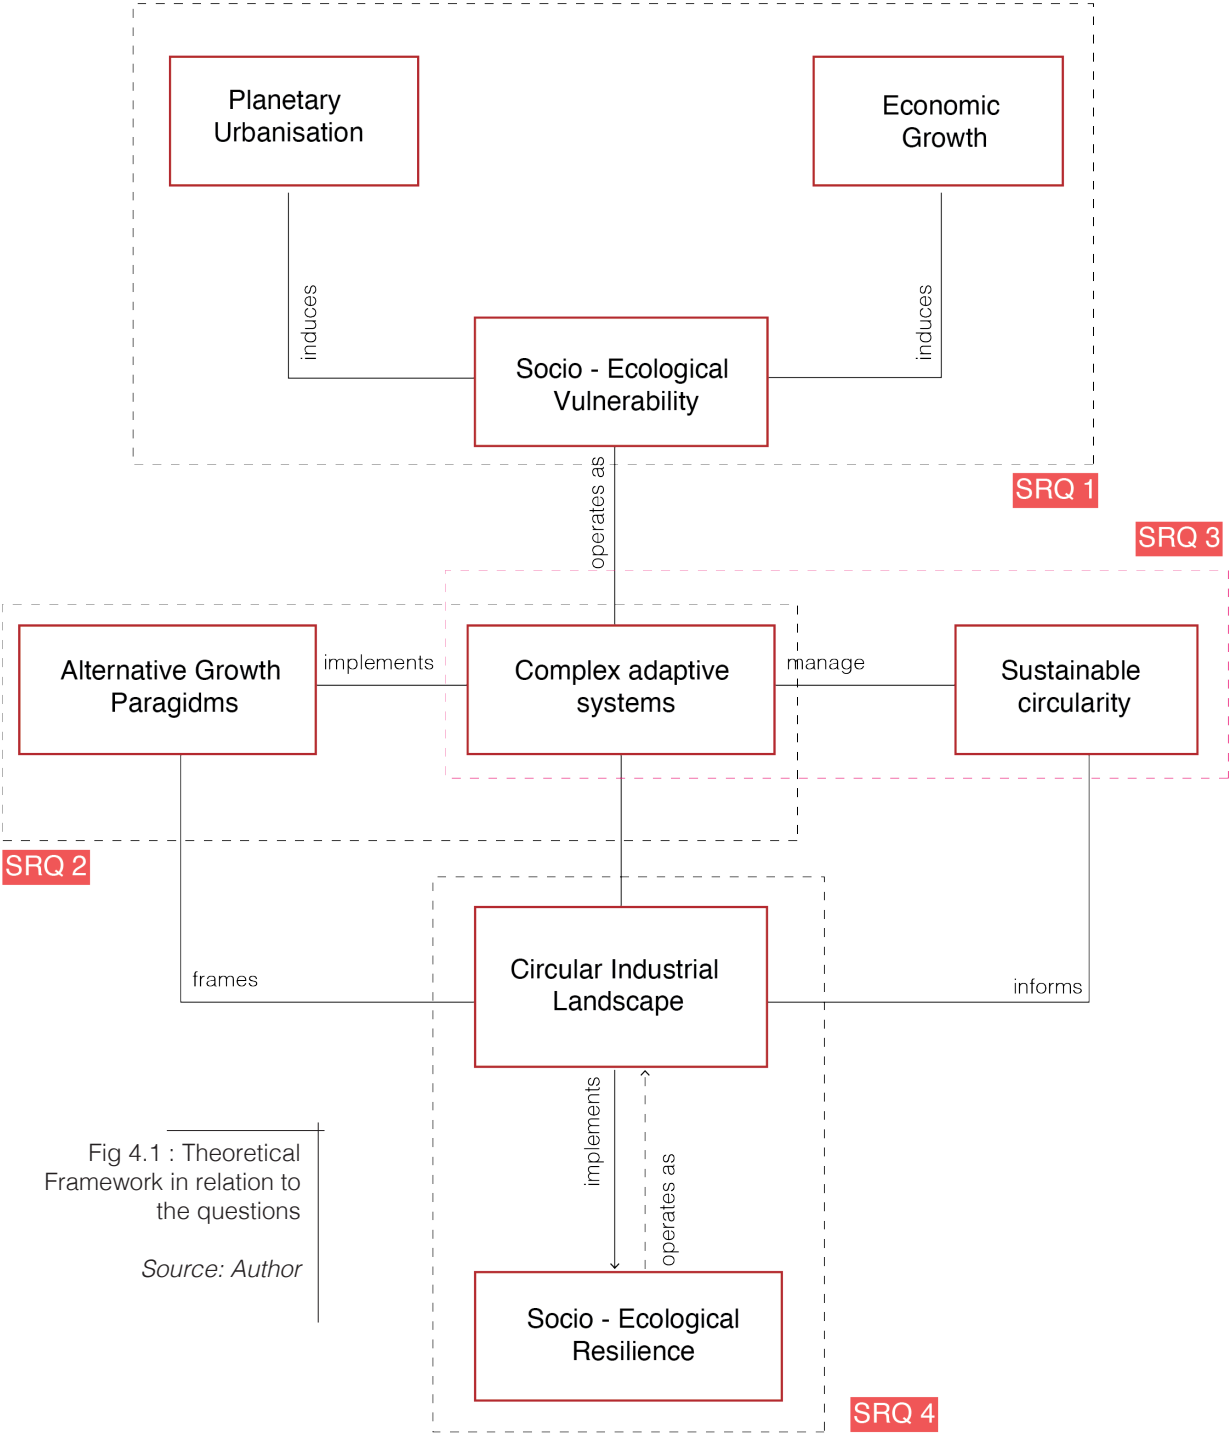 Planetary
Urbanisation
Economic
Growth
induces
induces
Socio - Ecological
Vulnerability
operates as
SRQ 1
SRQ 3
Alternative Growth
Paragidms
implements
Complex adaptive
systems
manage
Sustainable
circularity
SRQ 2
Circular Industrial
Landscape
frames
informs
implements
operates as
Fig 4.1 : Theoretical
Framework in relation to
the questions
Source: Author
Socio - Ecological
Resilience
SRQ 4